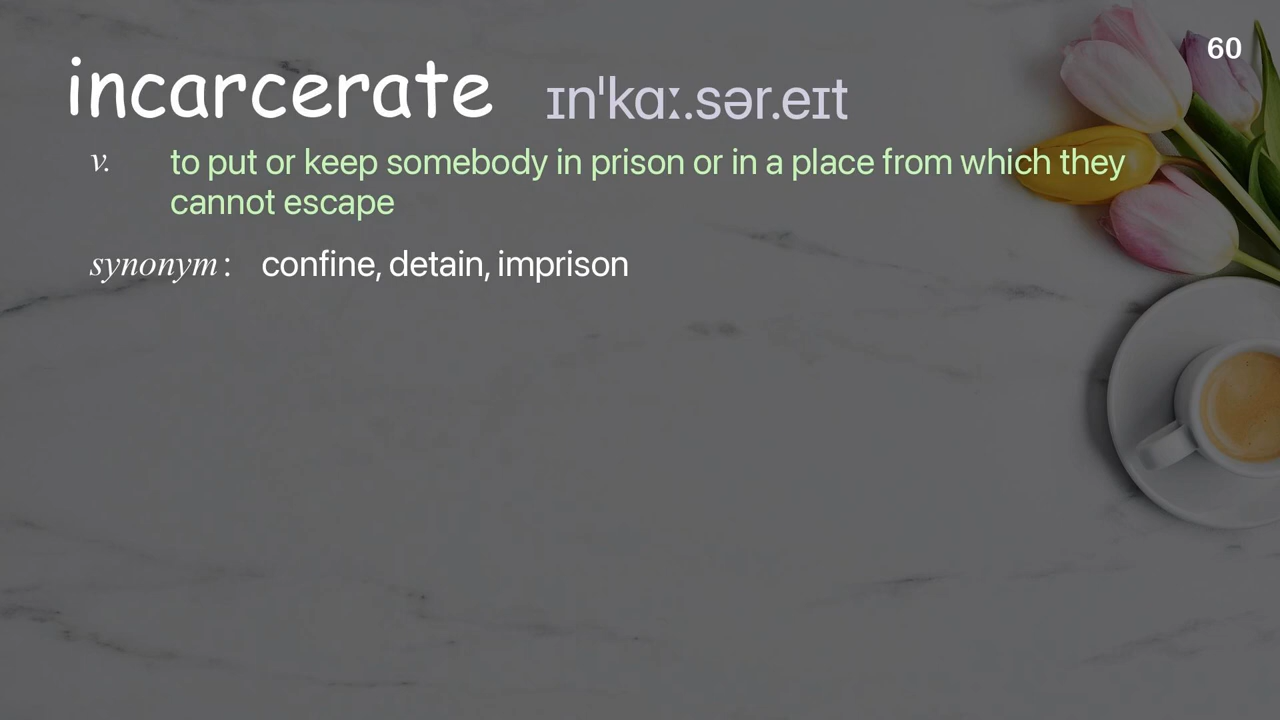 60
incarcerate ɪnˈkɑː.sər.eɪt
v. to put or keep somebody in prison or in a place from which they
cannot escape
synonym : confine, detain, imprison